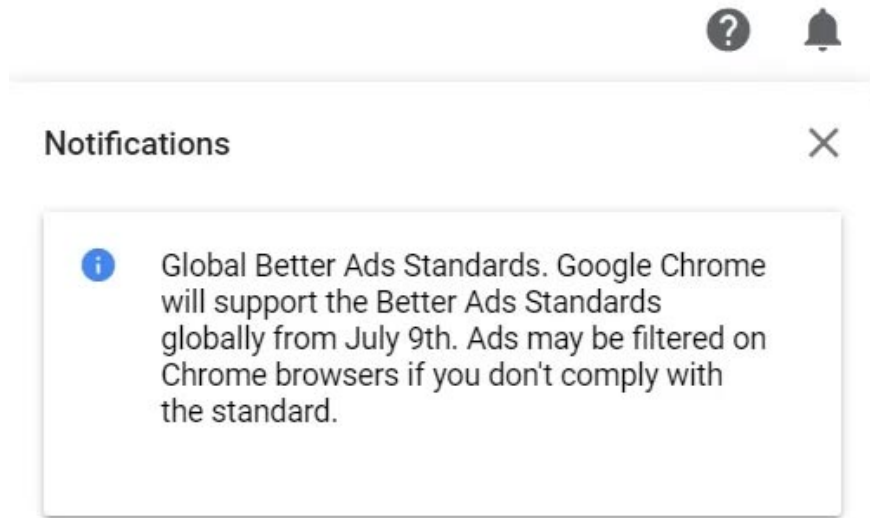 Notifications
Global Better Ads Standards. Google Chrome
will support the Better Ads Standards
globally from July 9th. Ads may be filtered on
Chrome browsers if you don't comply with
the standard.